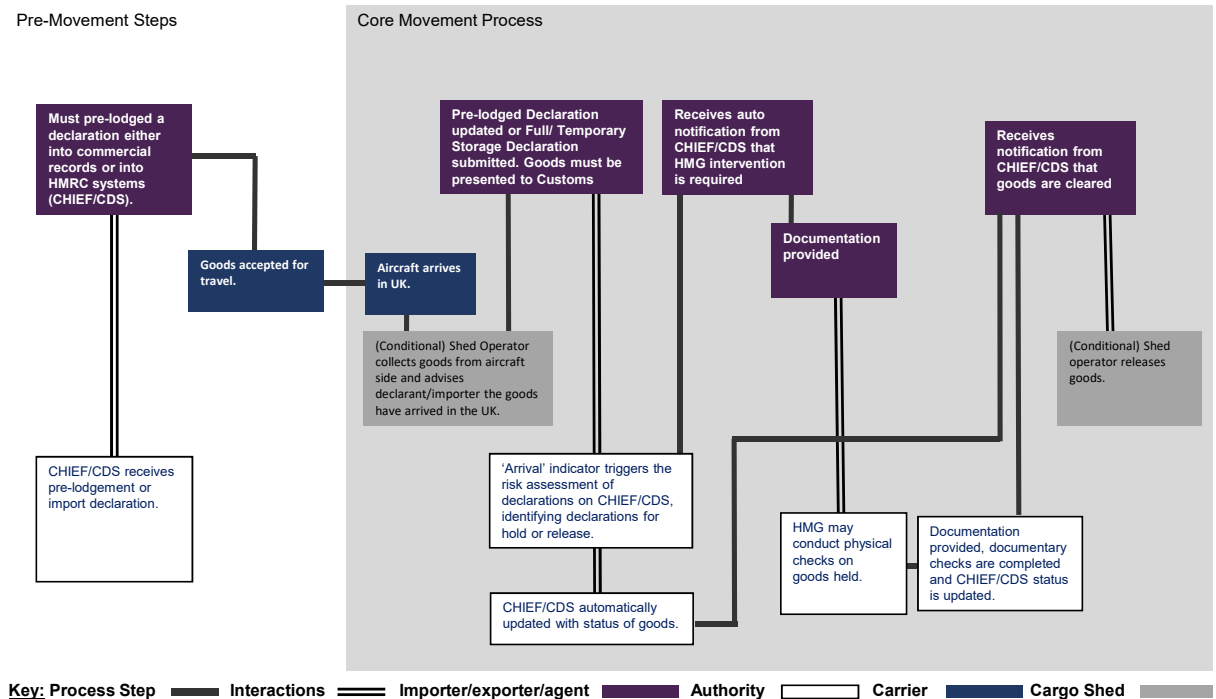 Pre-Movement Steps
Core Movement Process
Must pre-lodged a
declaration either
into commercial
records or into
HMRC systems
(CHIEF/CDS).
Pre-lodged Declaration
updated or Full/ Temporary
Storage Declaration
submitted. Goods must be
presented to Customs
Receives auto
notification from
CHIEF/CDS that
HMG intervention
is required
Receives
notification from
CHIEF/CDS that
goods are cleared
Documentation
provided
Goods accepted for
travel.
Aircraft arrives
in UK.
(Conditional) Shed Operator
collects goods from aircraft
side and advises
declarant/importer the goods
have arrived in the UK.
(Conditional) Shed
operator releases
goods.
CHIEF/CDS receives
pre-lodgement or
import declaration.
‘Arrival’ indicator triggers the
risk assessment of
declarations on CHIEF/CDS,
identifying declarations for
hold or release.
HMG may
conduct physical
checks on
goods held.
Documentation
provided, documentary
checks are completed
and CHIEF/CDS status
is updated.
CHIEF/CDS automatically
updated with status of goods.
Key: Process Step Interactions Importer/exporter/agent Authority Carrier Cargo Shed